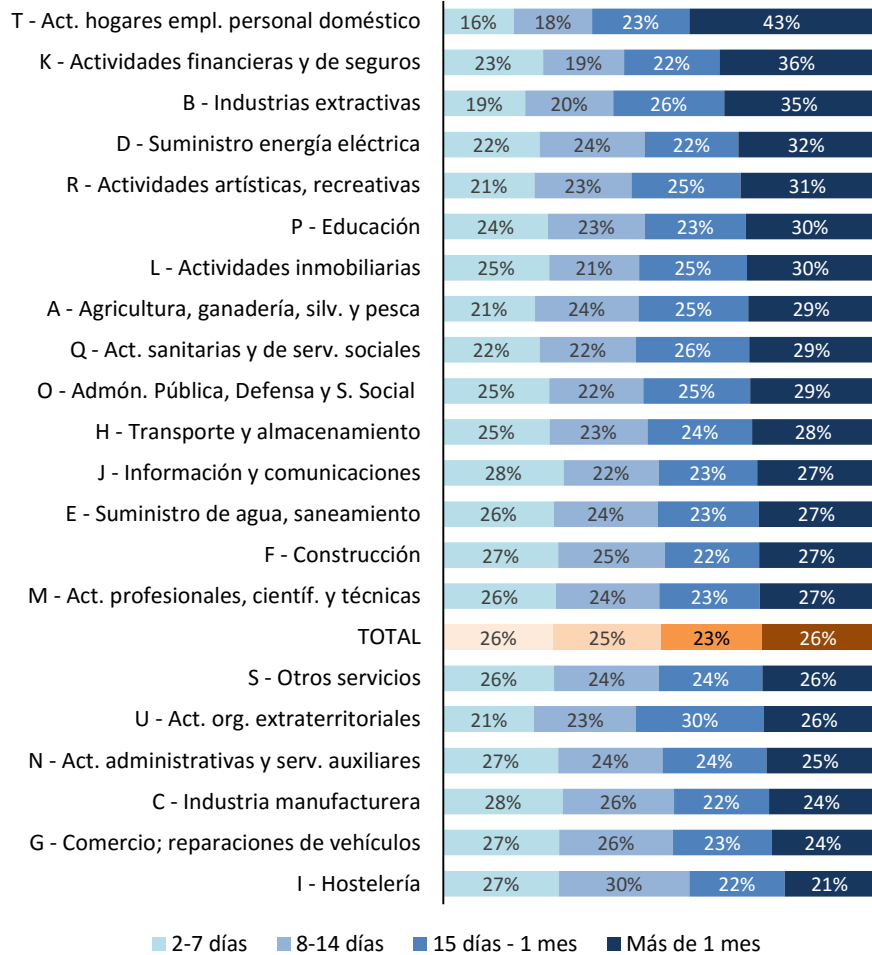 T - Act. hogares empl. personal doméstico 16% 18% 23% 43%
K - Actividades financieras y de seguros 23% 19% 22% 36%
B - Industrias extractivas 19% 20% 26% 35%
D - Suministro energía eléctrica 22% 24% 22% 32%
R - Actividades artísticas, recreativas 21% 23% 25% 31%
P - Educación 24% 23% 23% 30%
L - Actividades inmobiliarias 25% 21% 25% 30%
A - Agricultura, ganadería, silv. y pesca 21% 24% 25% 29%
Q - Act. sanitarias y de serv. sociales 22% 22% 26% 29%
O - Admón. Pública, Defensa y S. Social 25% 22% 25% 29%
H - Transporte y almacenamiento 25% 23% 24% 28%
J - Información y comunicaciones 28% 22% 23% 27%
E - Suministro de agua, saneamiento 26% 24% 23% 27%
F - Construcción 27% 25% 22% 27%
M - Act. profesionales, científ. y técnicas 26% 24% 23% 27%
TOTAL 26% 25% 23% 26%
S - Otros servicios 26% 24% 24% 26%
U - Act. org. extraterritoriales 21% 23% 30% 26%
N - Act. administrativas y serv. auxiliares 27% 24% 24% 25%
C - Industria manufacturera 28% 26% 22% 24%
G - Comercio; reparaciones de vehículos 27% 26% 23% 24%
I - Hostelería 27% 30% 22% 21%
2-7 días 8-14 días 15 días - 1 mes Más de 1 mes